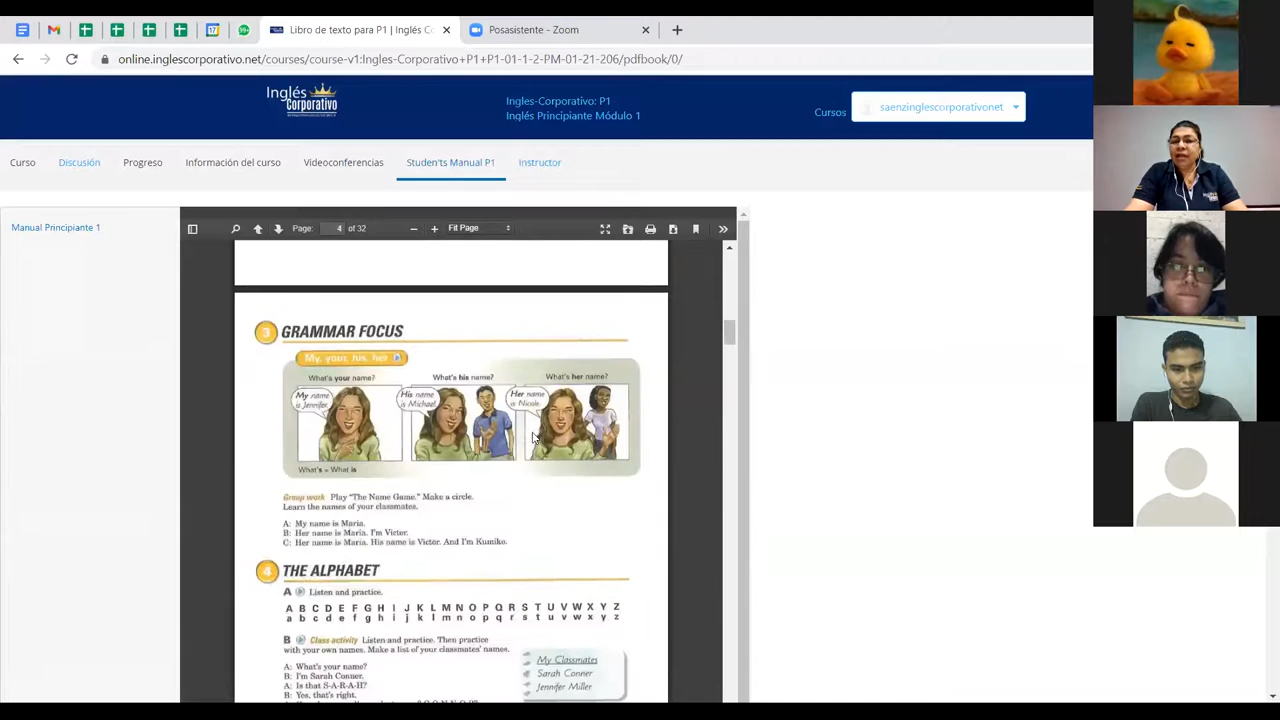 Libro de texto para P1 | Inglés C
Posasistente - Zoom
online.inglescorporativo.net/courses/course-v1:Ingles-Corporativo+P1+P1-01-1-2-PM-01-21-206/pdfbook/0/
Inglés
Corporativo
Ingles-Corporativo: P1
Inglés Principiante Módulo 1
Cursos
saenzinglescorporativonet
Curso
Discusión
Progreso
Información del curso
Videoconferencias
Studen'ts Manual P1
Instructor
Manual Principiante 1
Page: 4 of 32
Fit Page
3 GRAMMAR FOCUS
My, your, his, her
What's your name?
What's his name?
What's her name?
My name
is Jennifer.
His name
is Michael.
Her name
is Nicole.
What's = What is
Group work Play "The Name Game." Make a circle.
Learn the names of your classmates.
A: My name is Maria.
B: Her name is Maria. I'm Victor.
C: Her name is Maria. His name is Victor. And I'm Kumiko.
4 THE ALPHABET
A Listen and practice.
A B C D E F G H I J K L M N O P Q R S T U V W X Y Z
a b c d e f g h i j k l m n o p q r s t u v w x y z
B Class activity Listen and practice. Then practice
with your own names. Make a list of your classmates' names.
A: What's your name?
B: I'm Sarah Conner.
A: Is that S-A-R-A-H?
B: Yes, that's right.
My Classmates
Sarah Conner
Jennifer Miller